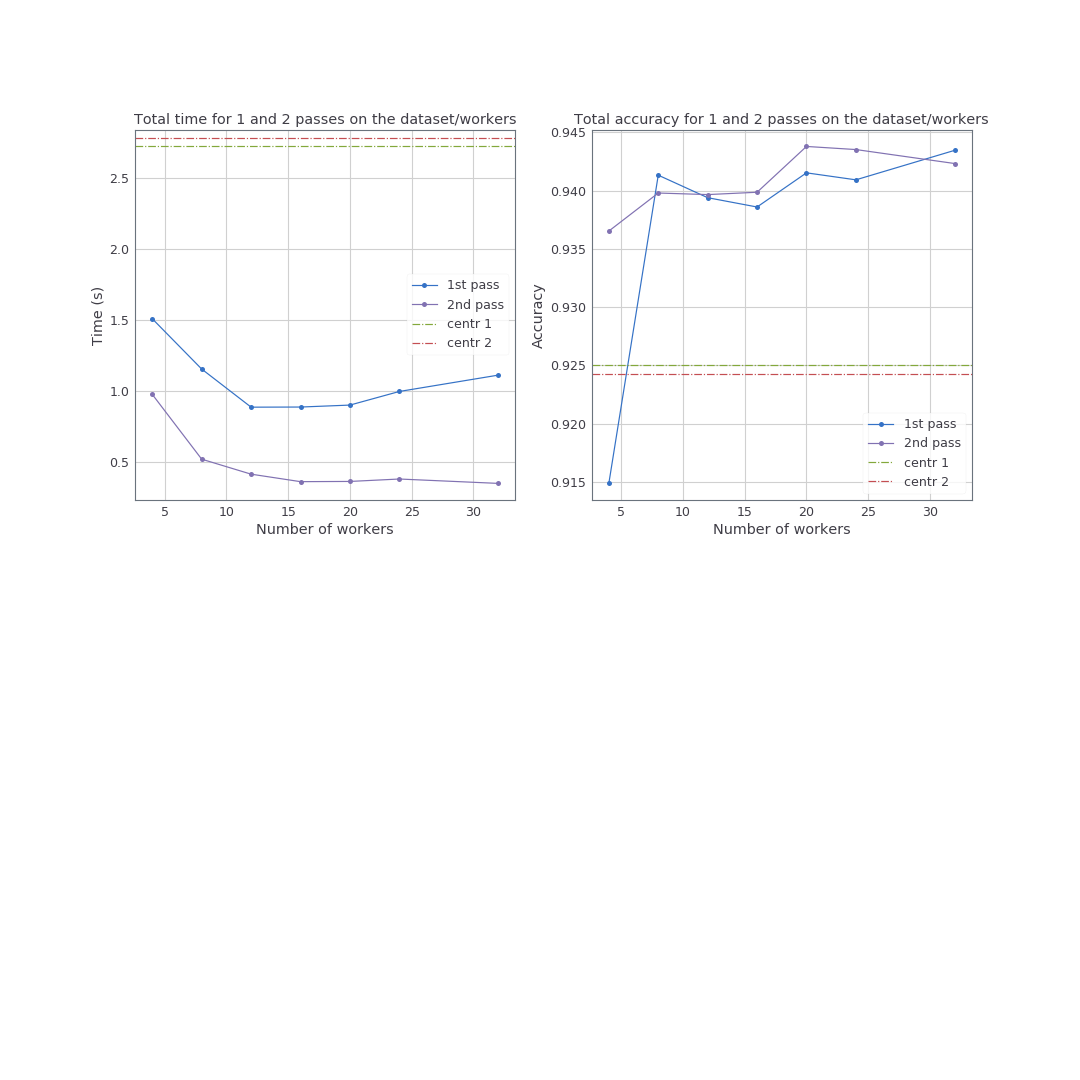 Total time for 1 and 2 passes on the dataset/workers
2.5
2.0
1.5
1.0
0.5
Time (s)
1st pass
2nd pass
centr 1
centr 2
5 10 15 20 25 30
Number of workers
Total accuracy for 1 and 2 passes on the dataset/workers
0.945
0.940
0.935
0.930
0.925
0.920
0.915
Accuracy
1st pass
2nd pass
centr 1
centr 2
5 10 15 20 25 30
Number of workers